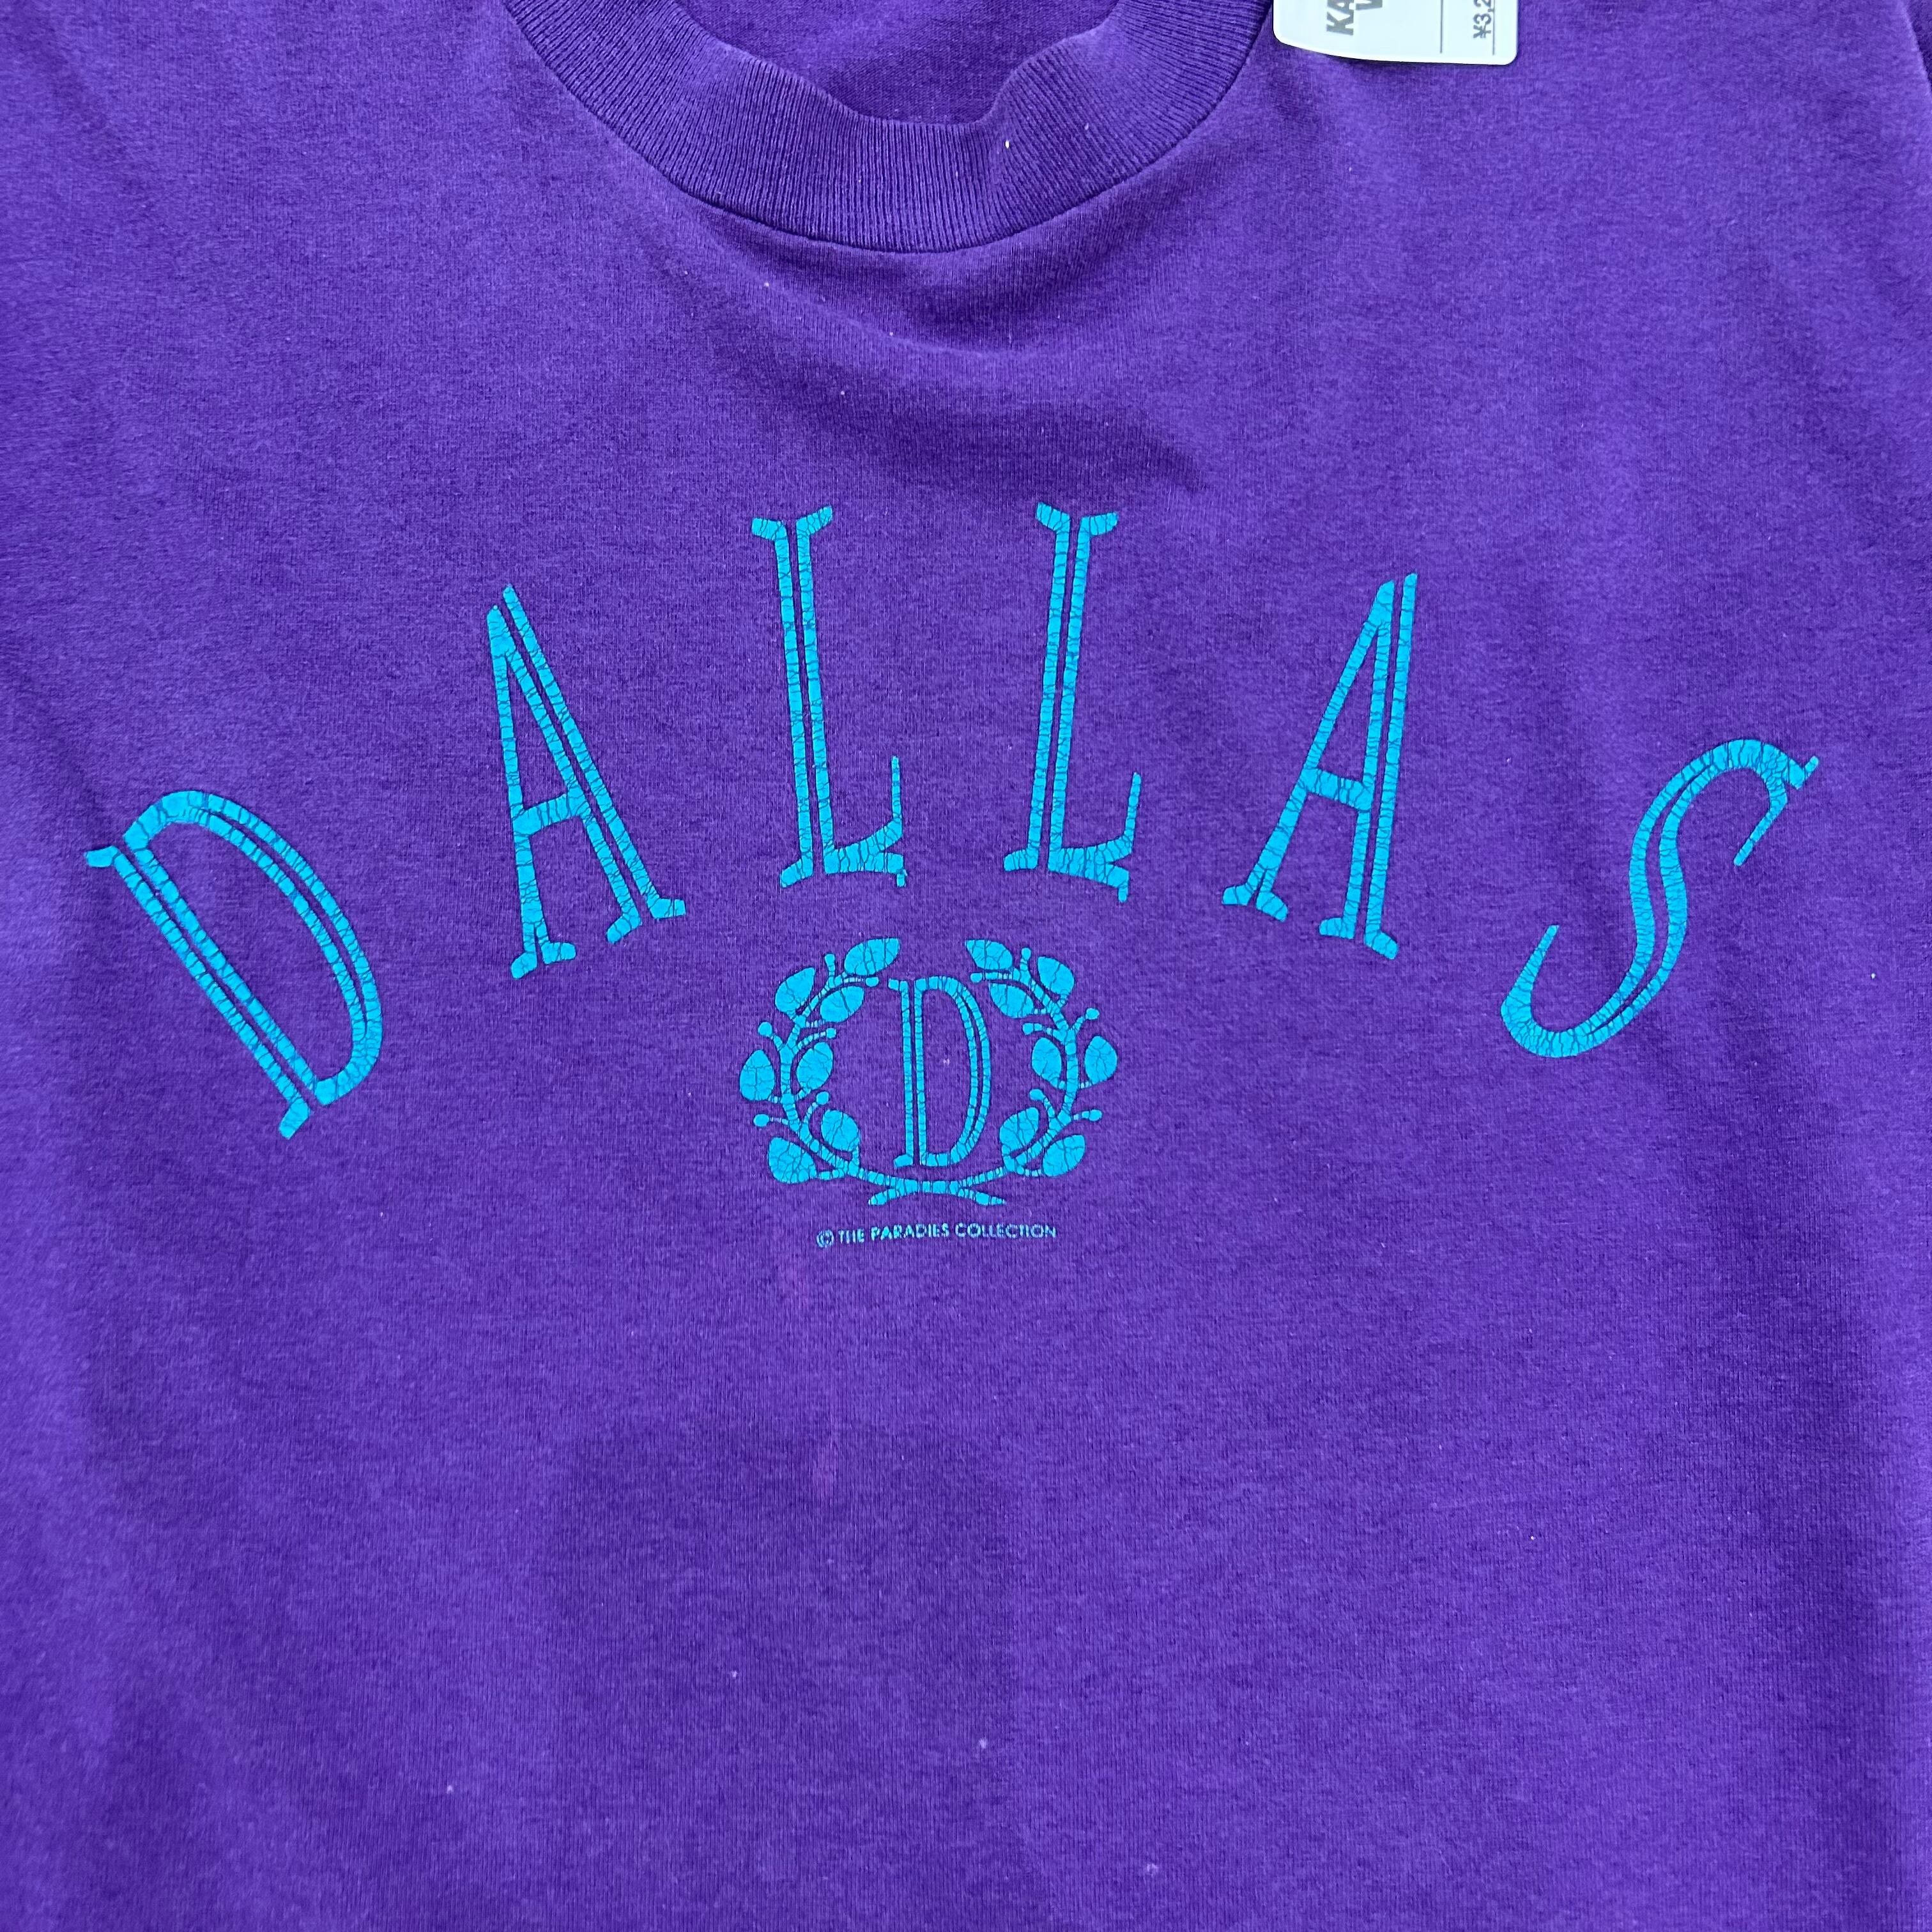 DALLAS
D
© THE PARADIES COLLECTION